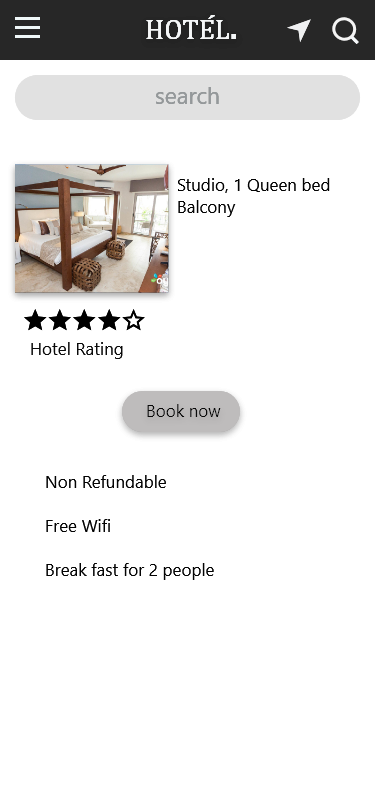 HOTÉL.
search
Studio, 1 Queen bed
Balcony
Hotel Rating
Book now
Non Refundable
Free Wifi
Break fast for 2 people